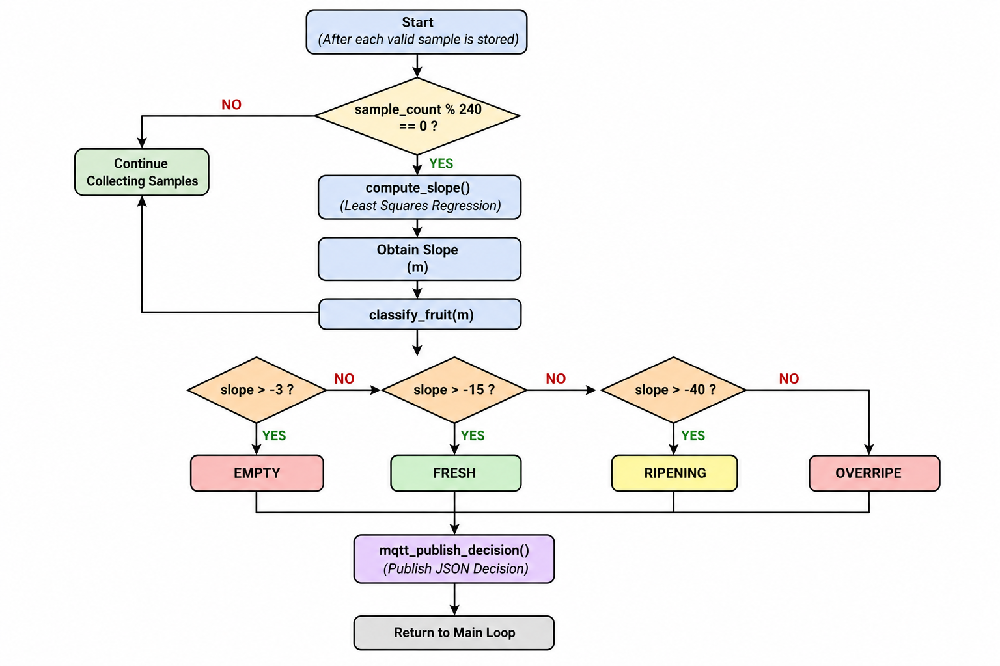 Start
(After each valid sample is stored)
sample_count % 240
== 0 ?
NO
YES
Continue
Collecting Samples
compute_slope()
(Least Squares Regression)
Obtain Slope
(m)
classify_fruit(m)
slope > -3 ?
NO
slope > -15 ?
NO
slope > -40 ?
NO
YES
YES
YES
EMPTY
FRESH
RIPENING
OVERRIPE
mqtt_publish_decision()
(Publish JSON Decision)
Return to Main Loop